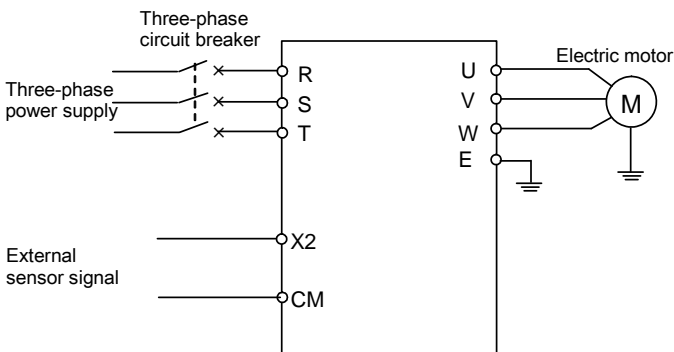 Three-phase
circuit breaker
Three-phase
power supply
R
S
T
U
V
W
E
Electric motor
M
External
sensor signal
X2
CM